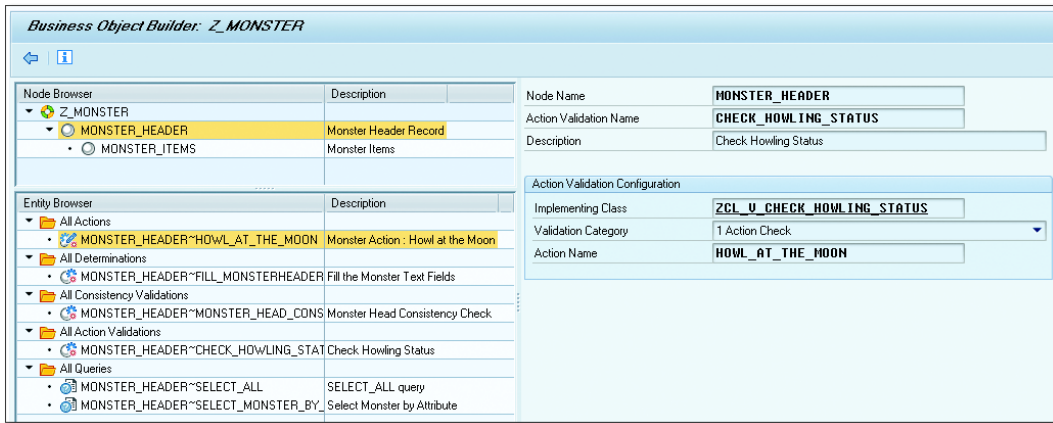 Business Object Builder: Z_MONSTER
Node Browser Description
Z_MONSTER
MONSTER_HEADER Monster Header Record
MONSTER_ITEMS Monster Items
Entity Browser Description
All Actions
MONSTER_HEADER~HOWL_AT_THE_MOON Monster Action : Howl at the Moon
All Determinations
MONSTER_HEADER~FILL_MONSTERHEADER Fill the Monster Text Fields
All Consistency Validations
MONSTER_HEADER~MONSTER_HEAD_CONS Monster Head Consistency Check
All Action Validations
MONSTER_HEADER~CHECK_HOWLING_STAT Check Howling Status
All Queries
MONSTER_HEADER~SELECT_ALL SELECT_ALL query
MONSTER_HEADER~SELECT_MONSTER_BY_ Select Monster by Attribute
Node Name MONSTER_HEADER
Action Validation Name CHECK_HOWLING_STATUS
Description Check Howling Status
Action Validation Configuration
Implementing Class ZCL_V_CHECK_HOWLING_STATUS
Validation Category 1 Action Check
Action Name HOWL_AT_THE_MOON